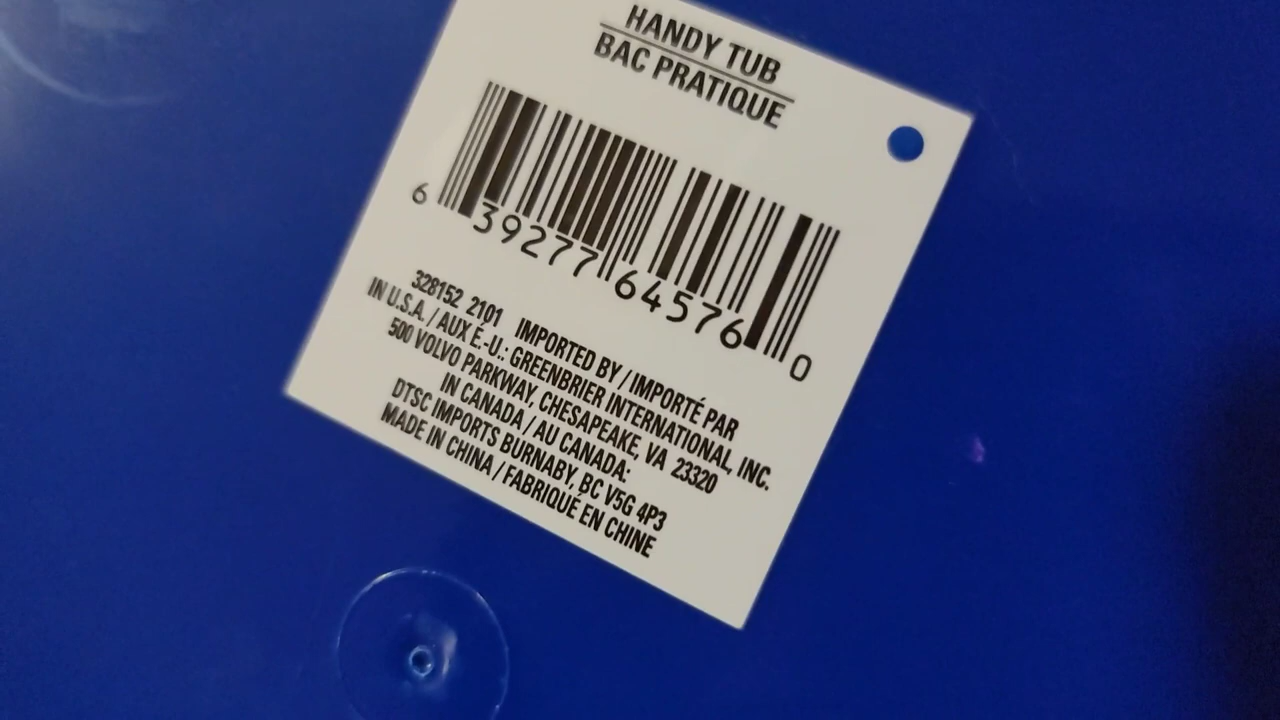 HANDY TUB
BAC PRATIQUE
6 39277 64576 0
328152 2101 IMPORTED BY / IMPORTÉ PAR
IN U.S.A. / AUX É.-U.: GREENBRIER INTERNATIONAL, INC.
500 VOLVO PARKWAY, CHESAPEAKE, VA 23320
IN CANADA / AU CANADA:
DTSC IMPORTS BURNABY, BC V5G 4P3
MADE IN CHINA / FABRIQUÉ EN CHINE